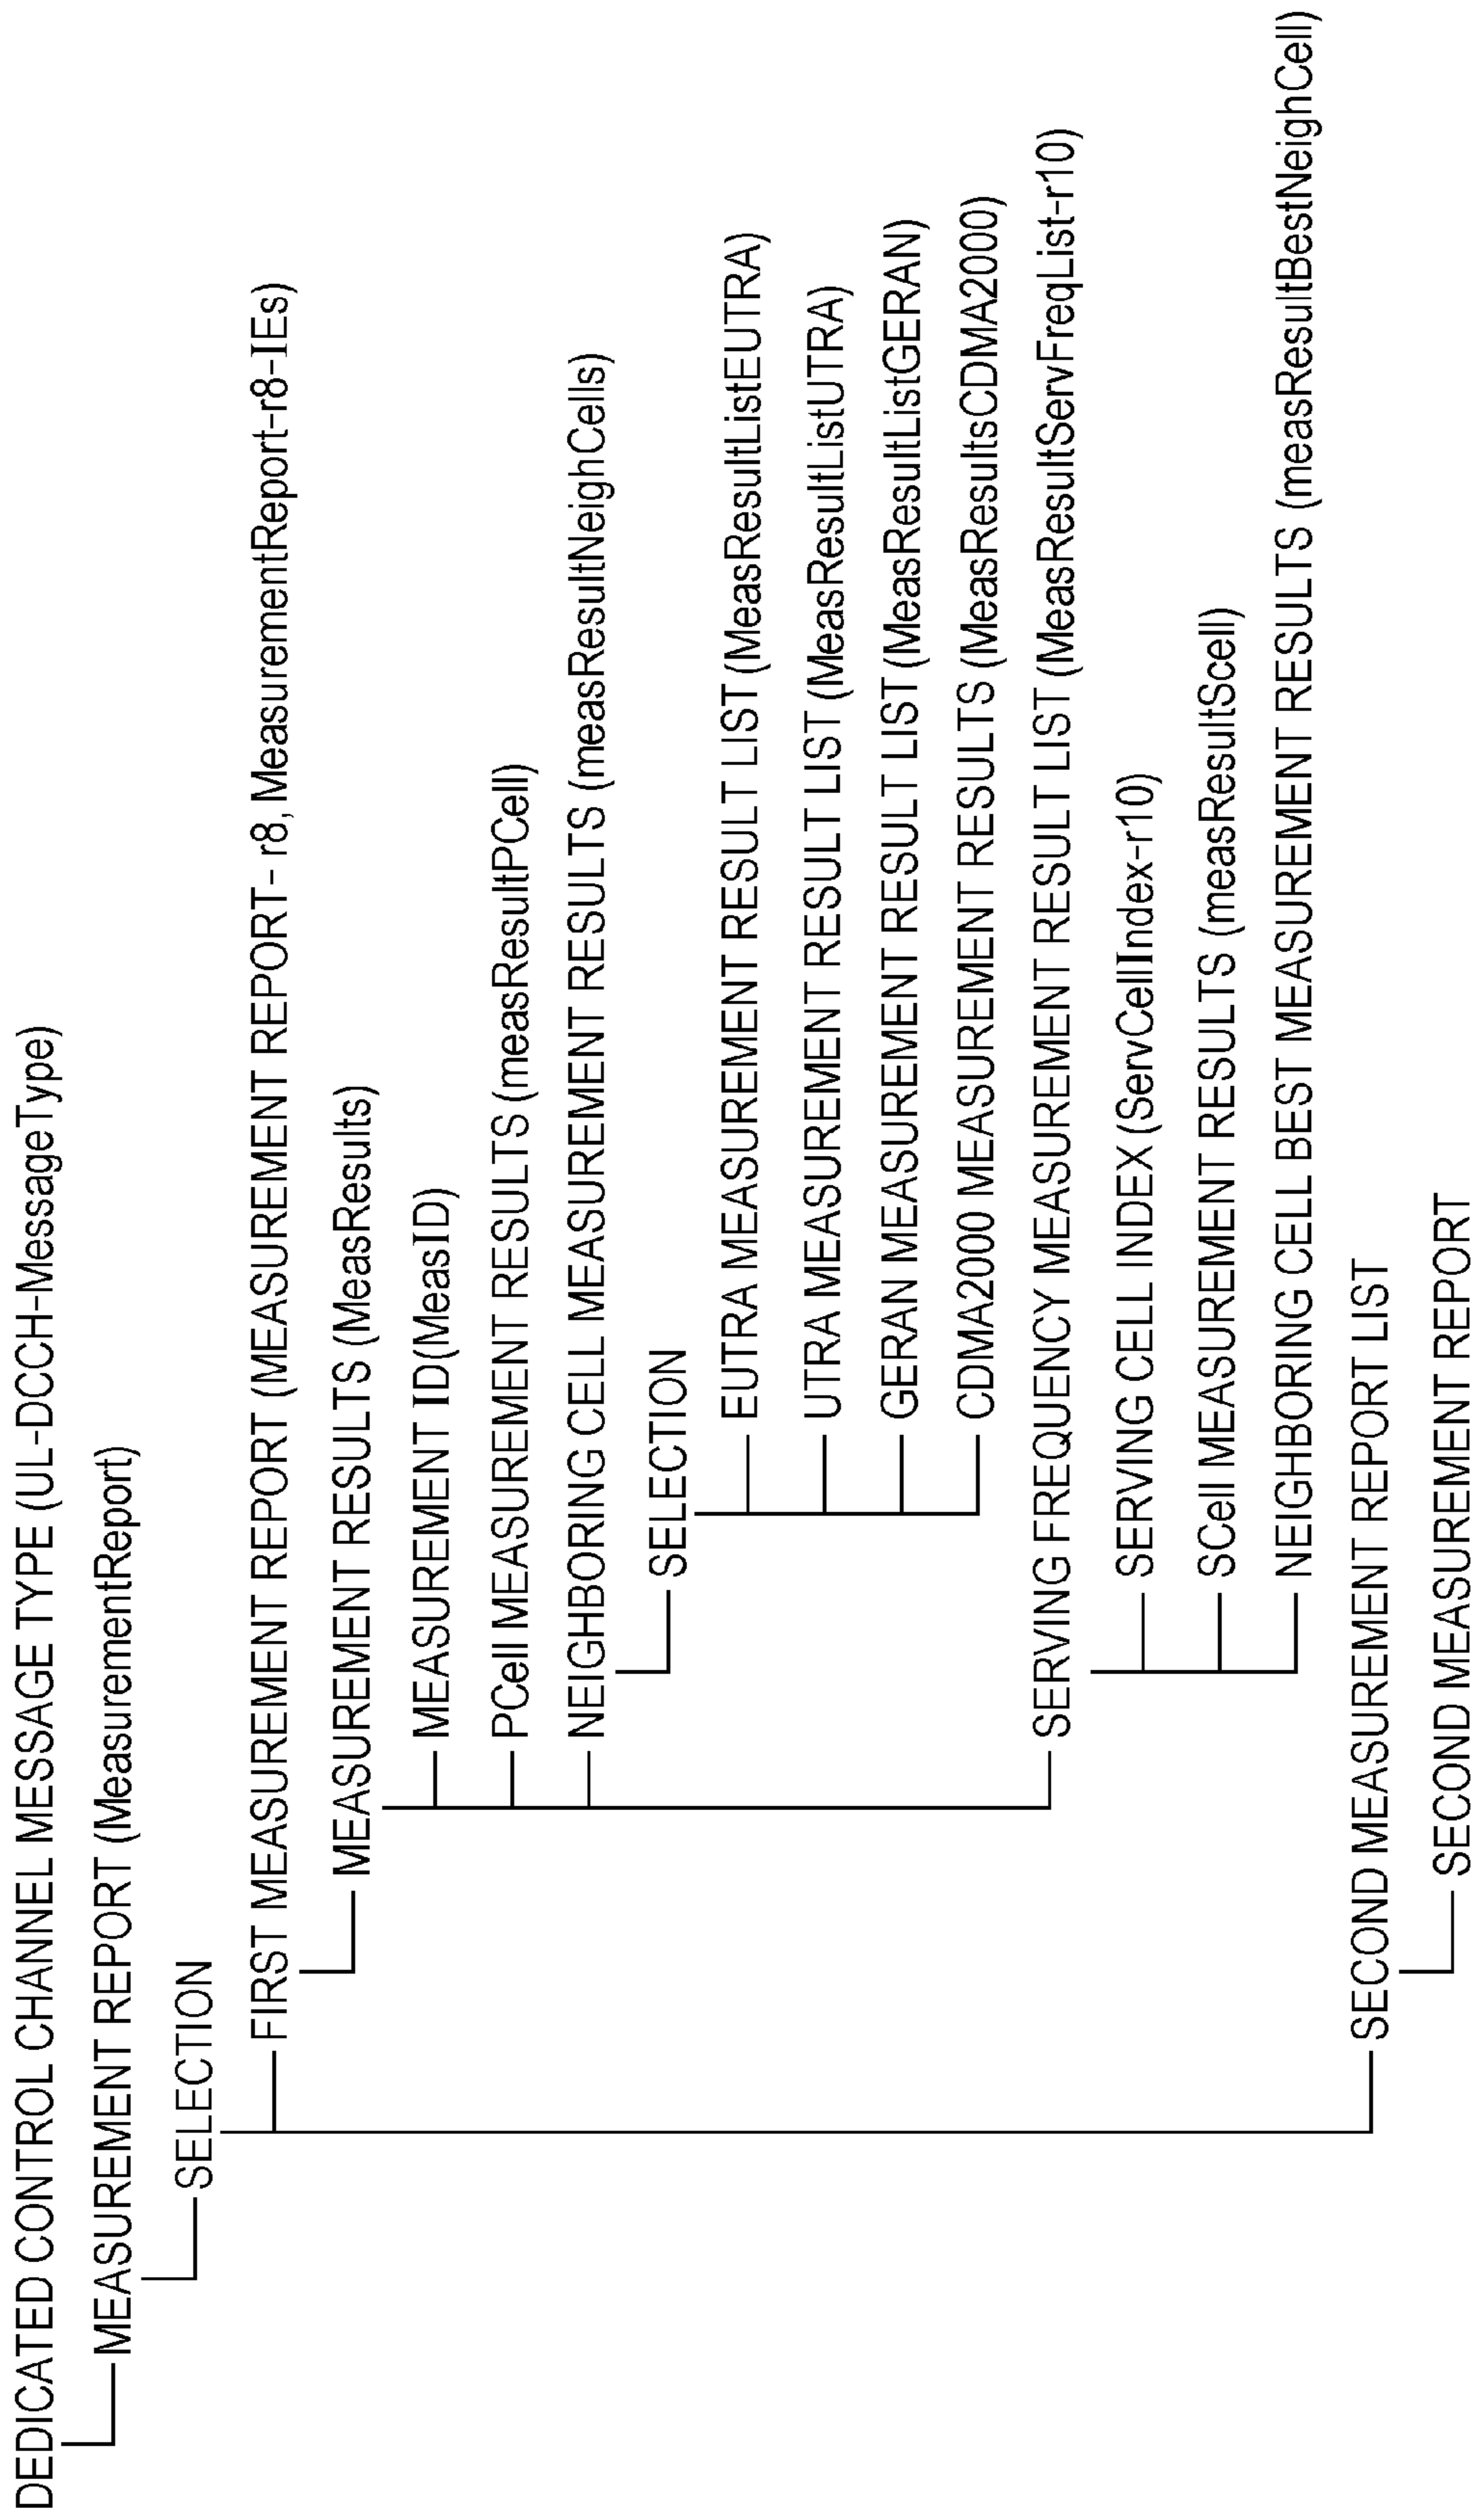 DEDICATED CONTROL CHANNEL MESSAGE TYPE (UL-DCCH-MessageType)
MEASUREMENT REPORT (MeasurementReport)
SELECTION
FIRST MEASUREMENT REPORT (MEASUREMENT REPORT- r8, MeasurementReport-r8-IEs)
MEASUREMENT RESULTS (MeasResults)
MEASUREMENT ID (MeasID)
PCell MEASUREMENT RESULTS (measResultPCell)
NEIGHBORING CELL MEASUREMENT RESULTS (measResultNeighCells)
SELECTION
EUTRA MEASUREMENT RESULT LIST (MeasResultListEUTRA)
UTRA MEASUREMENT RESULT LIST (MeasResultListUTRA)
GERAN MEASUREMENT RESULT LIST (MeasResultListGERAN)
CDMA2000 MEASUREMENT RESULTS (MeasResultsCDMA2000)
SERVING FREQUENCY MEASUREMENT RESULT LIST (MeasResultServFreqList-r10)
SERVING CELL INDEX (ServCellIndex-r10)
SCell MEASUREMENT RESULTS (measResultScell)
NEIGHBORING CELL BEST MEASUREMENT RESULTS (measResultBestNeighCell)
SECOND MEASUREMENT REPORT LIST
SECOND MEASUREMENT REPORT